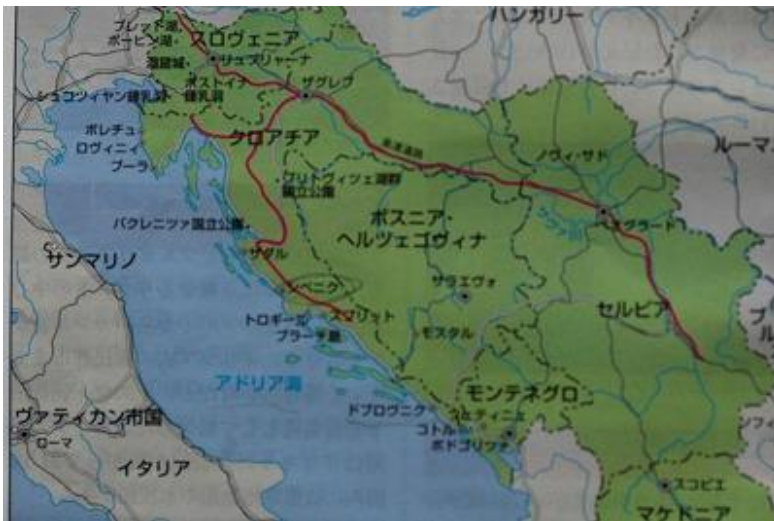 ハンガリー
ブレッド湖
ボーヒン湖
スロヴェニア
リュブリャーナ
ポストイナ
鍾乳洞
シュコツィヤン鍾乳洞
ザグレブ
クロアチア
ポレチュ
ロヴィニィ
プーラ
高速道路
ノヴィ・サド
ルーマ
プリトヴィツェ湖群
国立公園
ボスニア・
ヘルツェゴヴィナ
サヴァ川
ベオグラード
パクレニツァ国立公園
サンマリノ
ザダル
シベニク
サラエヴォ
セルビア
トロギール
スプリット
ブラーチ島
モスタル
アドリア海
モンテネグロ
ドブロヴニク
ツェティニェ
コトル
ポドゴリツァ
ヴァティカン市国
ローマ
イタリア
スコピエ
マケドニア